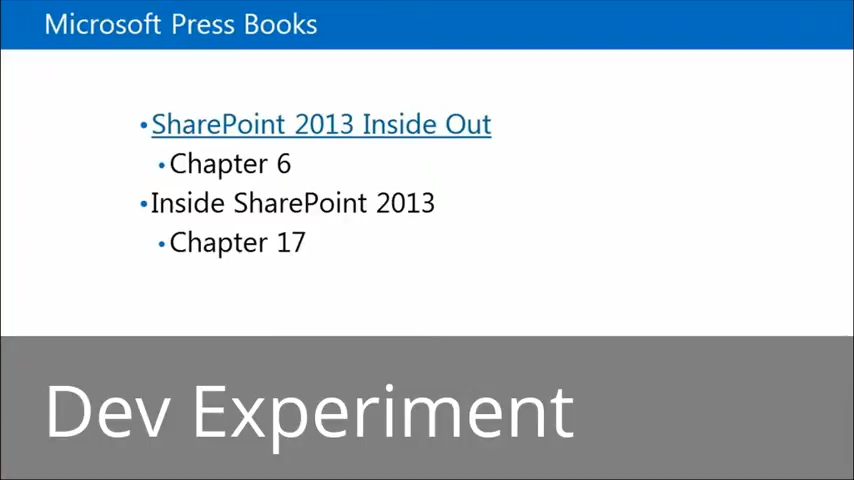 Microsoft Press Books
•SharePoint 2013 Inside Out
•Chapter 6
•Inside SharePoint 2013
•Chapter 17
Dev Experiment